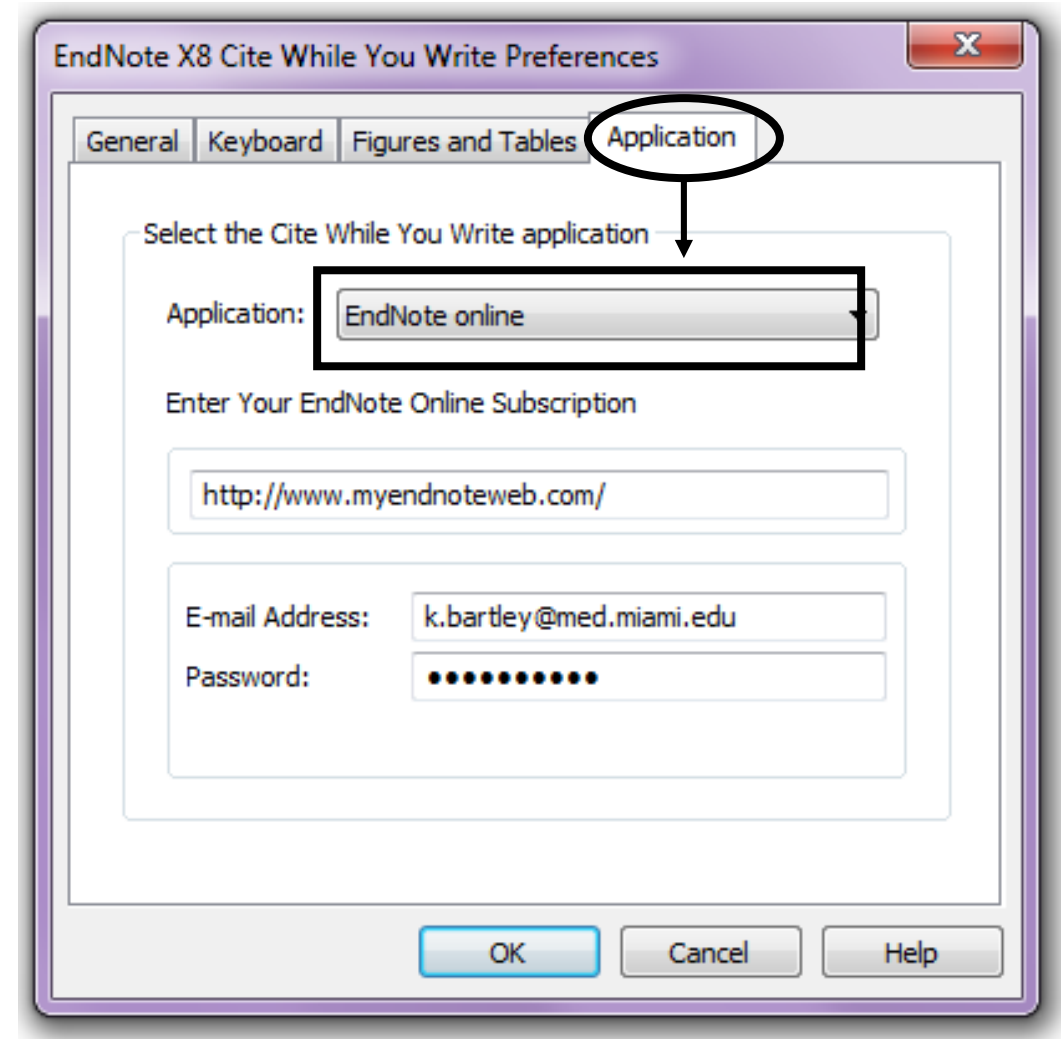 EndNote X8 Cite While You Write Preferences
General Keyboard Figures and Tables Application
Select the Cite While You Write application
Application: EndNote online
Enter Your EndNote Online Subscription
http://www.myendnoteweb.com/
E-mail Address: k.bartley@med.miami.edu
Password: ••••••••••
OK Cancel Help